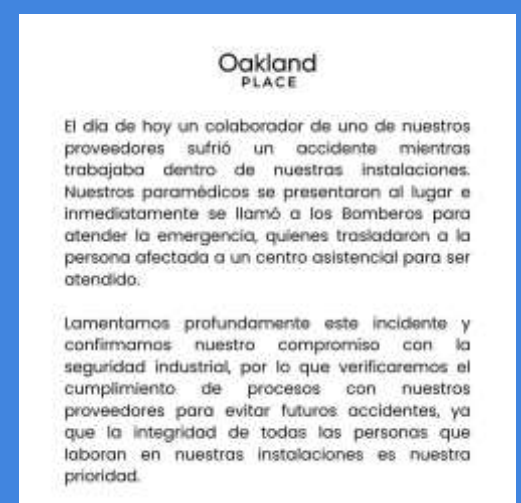 Oakland
PLACE
El día de hoy un colaborador de uno de nuestros
proveedores sufrió un accidente mientras
trabajaba dentro de nuestras instalaciones.
Nuestros paramédicos se presentaron al lugar e
inmediatamente se llamó a los Bomberos para
atender la emergencia, quienes trasladaron a la
persona afectada a un centro asistencial para ser
atendido.
Lamentamos profundamente este incidente y
confirmamos nuestro compromiso con la
seguridad industrial, por lo que verificaremos el
cumplimiento de procesos con nuestros
proveedores para evitar futuros accidentes, ya
que la integridad de todas las personas que
laboran en nuestras instalaciones es nuestra
prioridad.